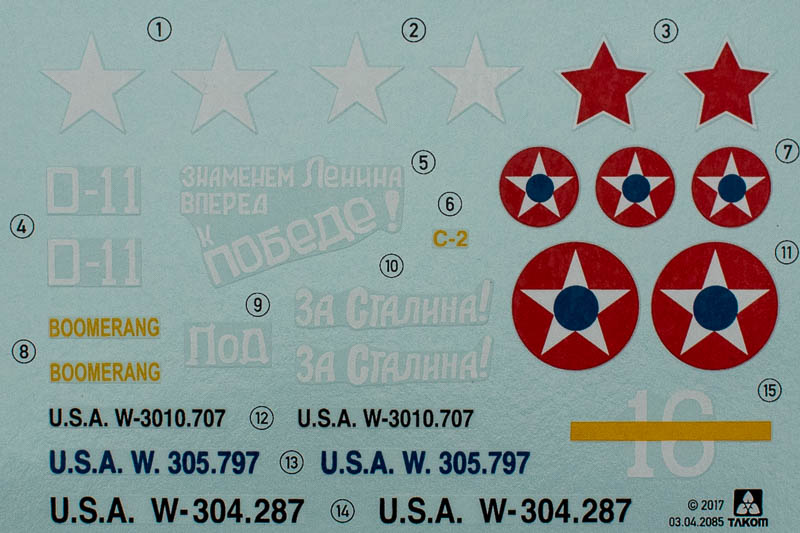 1
2
3
D-11
ЗНАМЕНЕМ Ленина
ВПЕРЕД
К
ПОБЕДЕ!
5
7
6
C-2
4
D-11
10
11
9
За Сталина!
BOOMERANG
Под
8
За Сталина!
BOOMERANG
15
16
U.S.A. W-3010.707
12
U.S.A. W-3010.707
U.S.A. W. 305.797
13
U.S.A. W. 305.797
U.S.A. W-304.287
14
U.S.A. W-304.287
© 2017
03.04.2085
TAKOM